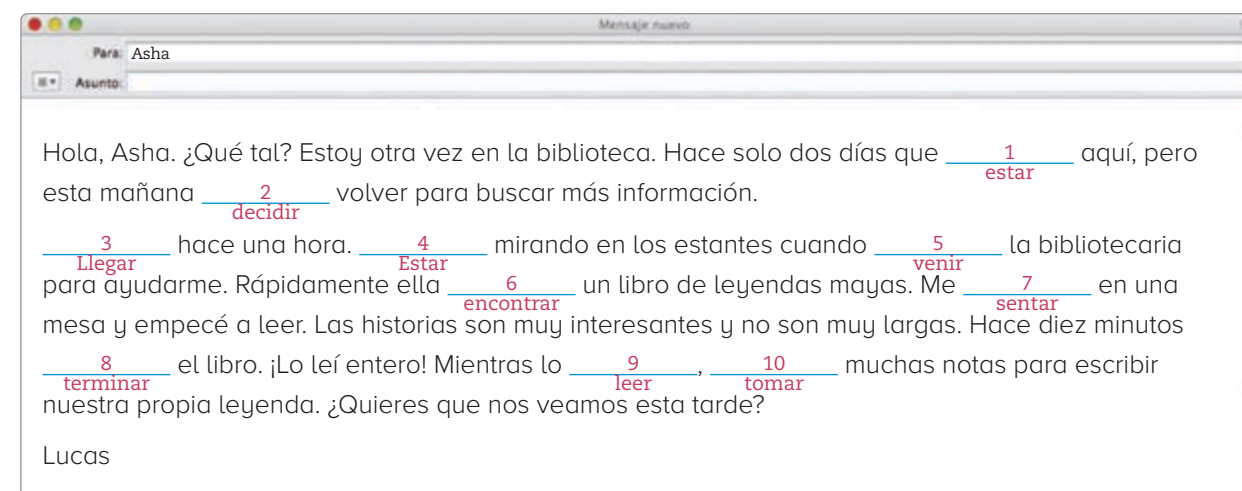 Mensaje nuevo
Para: Asha
Asunto:
Hola, Asha. ¿Qué tal? Estoy otra vez en la biblioteca. Hace solo dos días que 1 aquí, pero
estar
esta mañana 2 volver para buscar más información.
decidir
3 hace una hora. 4 mirando en los estantes cuando 5 la bibliotecaria
Llegar Estar venir
para ayudarme. Rápidamente ella 6 un libro de leyendas mayas. Me 7 en una
encontrar sentar
mesa y empecé a leer. Las historias son muy interesantes y no son muy largas. Hace diez minutos
8 el libro. ¡Lo leí entero! Mientras lo 9, 10 muchas notas para escribir
terminar leer tomar
nuestra propia leyenda. ¿Quieres que nos veamos esta tarde?
Lucas